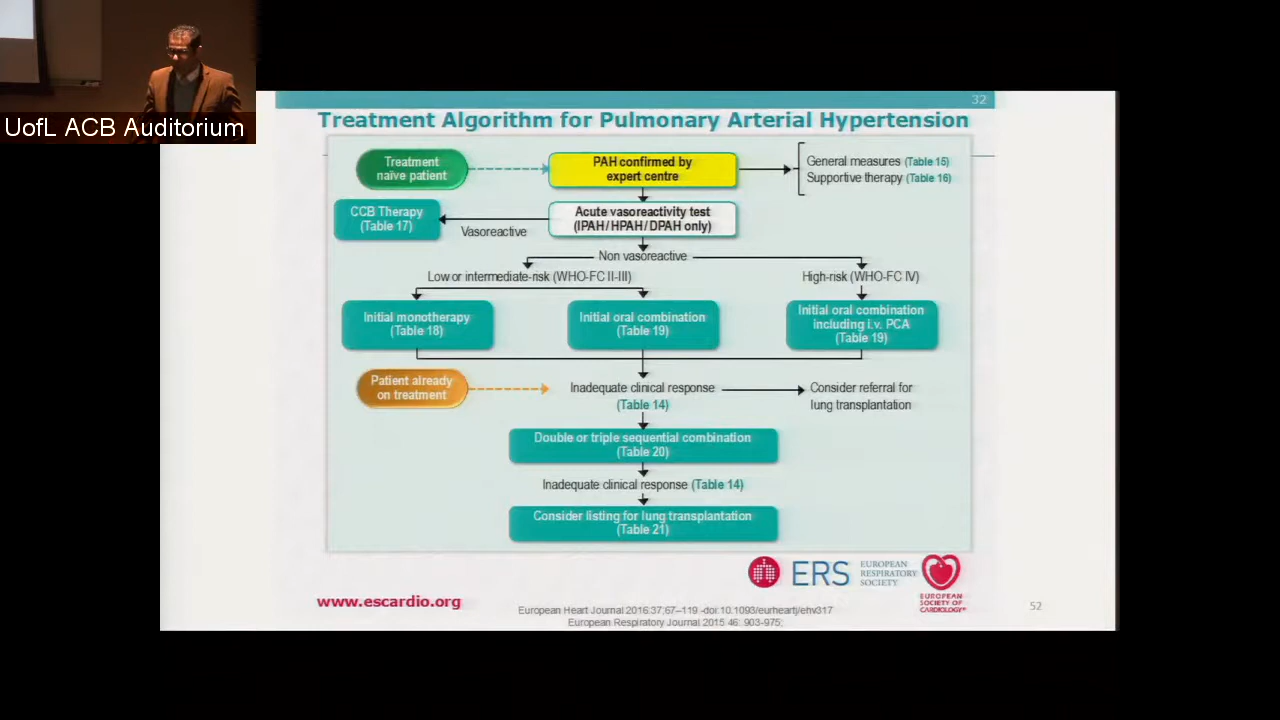 UofL ACB Auditorium
32
Treatment Algorithm for Pulmonary Arterial Hypertension
Treatment
naïve patient
PAH confirmed by
expert centre
General measures (Table 15)
Supportive therapy (Table 16)
CCB Therapy
(Table 17)
Vasoreactive
Acute vasoreactivity test
(IPAH/HPAH/DPAH only)
Non vasoreactive
Low or intermediate-risk (WHO-FC II-III)
High-risk (WHO-FC IV)
Initial monotherapy
(Table 18)
Initial oral combination
(Table 19)
Initial oral combination
including i.v. PCA
(Table 19)
Patient already
on treatment
Inadequate clinical response
(Table 14)
Consider referral for
lung transplantation
Double or triple sequential combination
(Table 20)
Inadequate clinical response (Table 14)
Consider listing for lung transplantation
(Table 21)
ERS
EUROPEAN
RESPIRATORY
SOCIETY
EUROPEAN
SOCIETY OF
CARDIOLOGY®
www.escardio.org
European Heart Journal 2016:37;67–119 -doi:10.1093/eurheartj/ehv317
European Respiratory Journal 2015 46: 903-975;
52